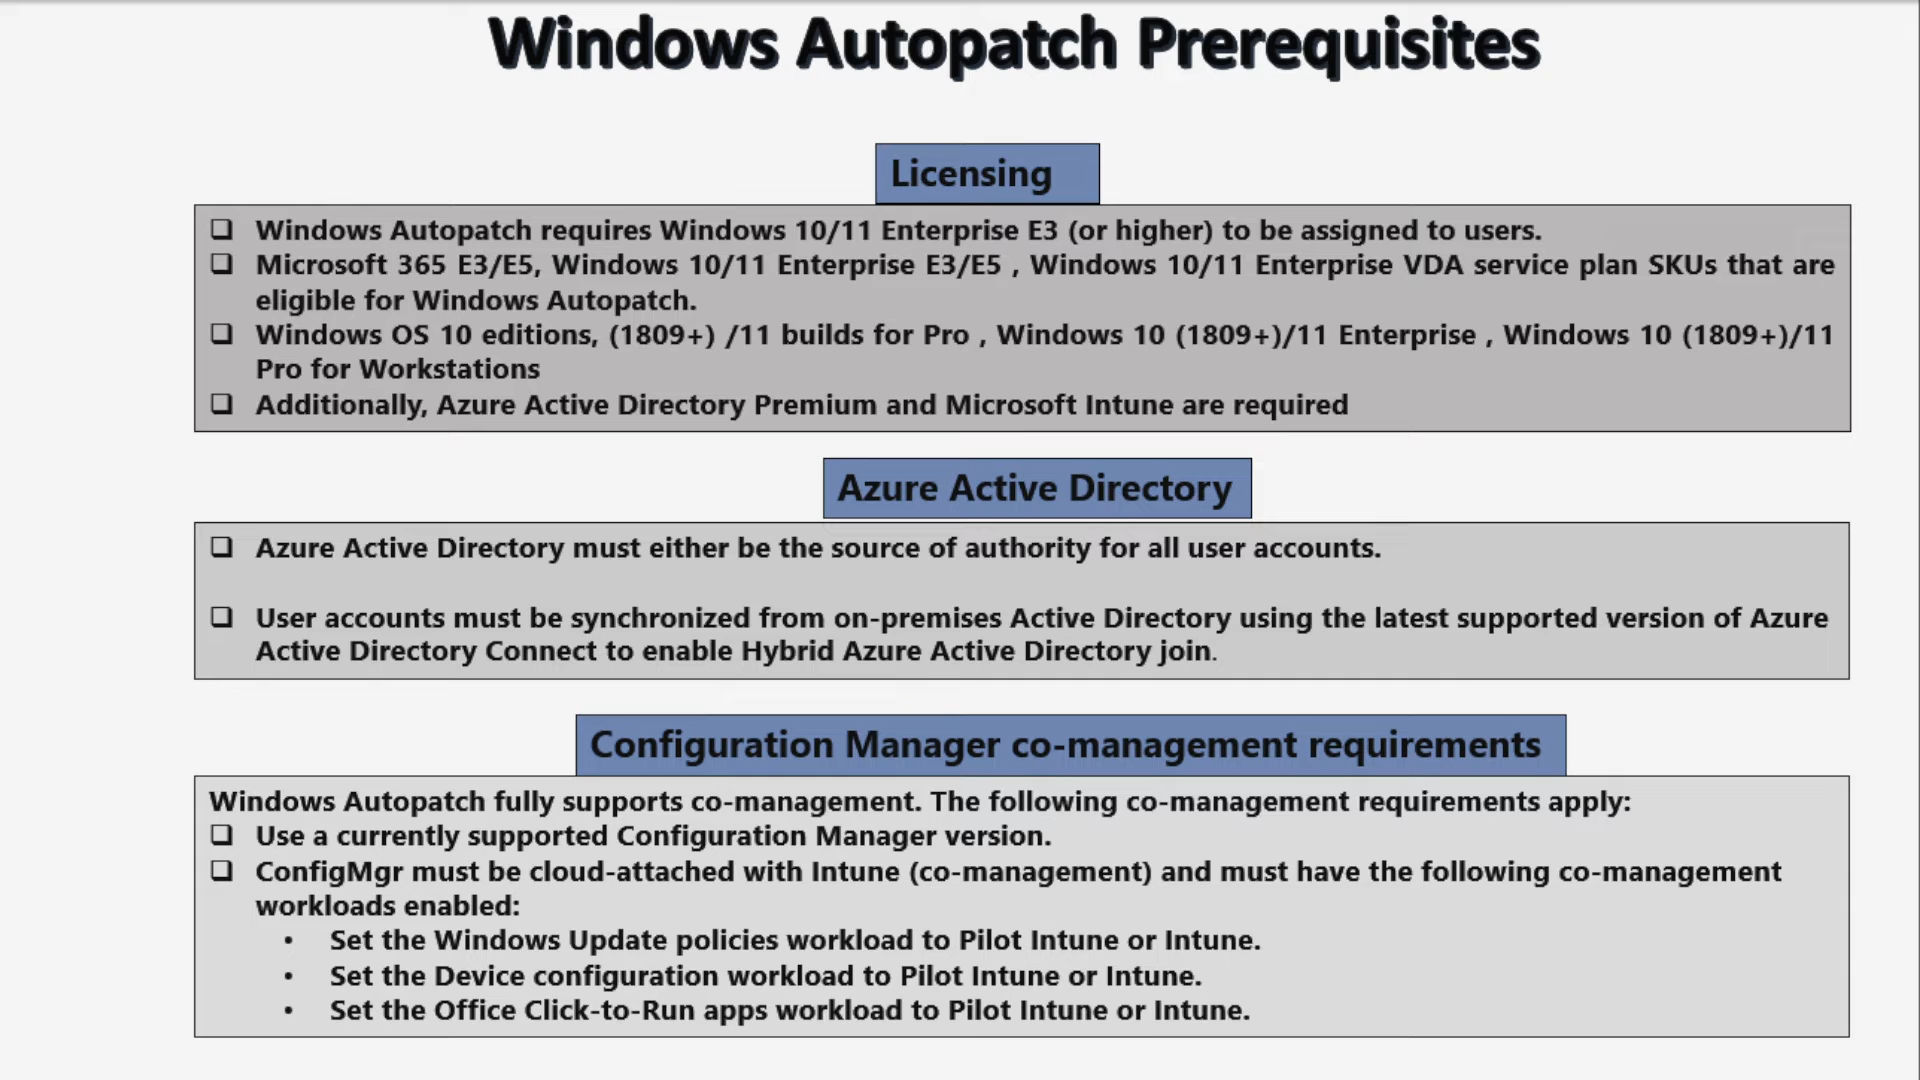 Windows Autopatch Prerequisites
Licensing
❑ Windows Autopatch requires Windows 10/11 Enterprise E3 (or higher) to be assigned to users.
❑ Microsoft 365 E3/E5, Windows 10/11 Enterprise E3/E5 , Windows 10/11 Enterprise VDA service plan SKUs that are
eligible for Windows Autopatch.
❑ Windows OS 10 editions, (1809+) /11 builds for Pro , Windows 10 (1809+)/11 Enterprise , Windows 10 (1809+)/11
Pro for Workstations
❑ Additionally, Azure Active Directory Premium and Microsoft Intune are required
Azure Active Directory
❑ Azure Active Directory must either be the source of authority for all user accounts.
❑ User accounts must be synchronized from on-premises Active Directory using the latest supported version of Azure
Active Directory Connect to enable Hybrid Azure Active Directory join.
Configuration Manager co-management requirements
Windows Autopatch fully supports co-management. The following co-management requirements apply:
❑ Use a currently supported Configuration Manager version.
❑ ConfigMgr must be cloud-attached with Intune (co-management) and must have the following co-management
workloads enabled:
• Set the Windows Update policies workload to Pilot Intune or Intune.
• Set the Device configuration workload to Pilot Intune or Intune.
• Set the Office Click-to-Run apps workload to Pilot Intune or Intune.